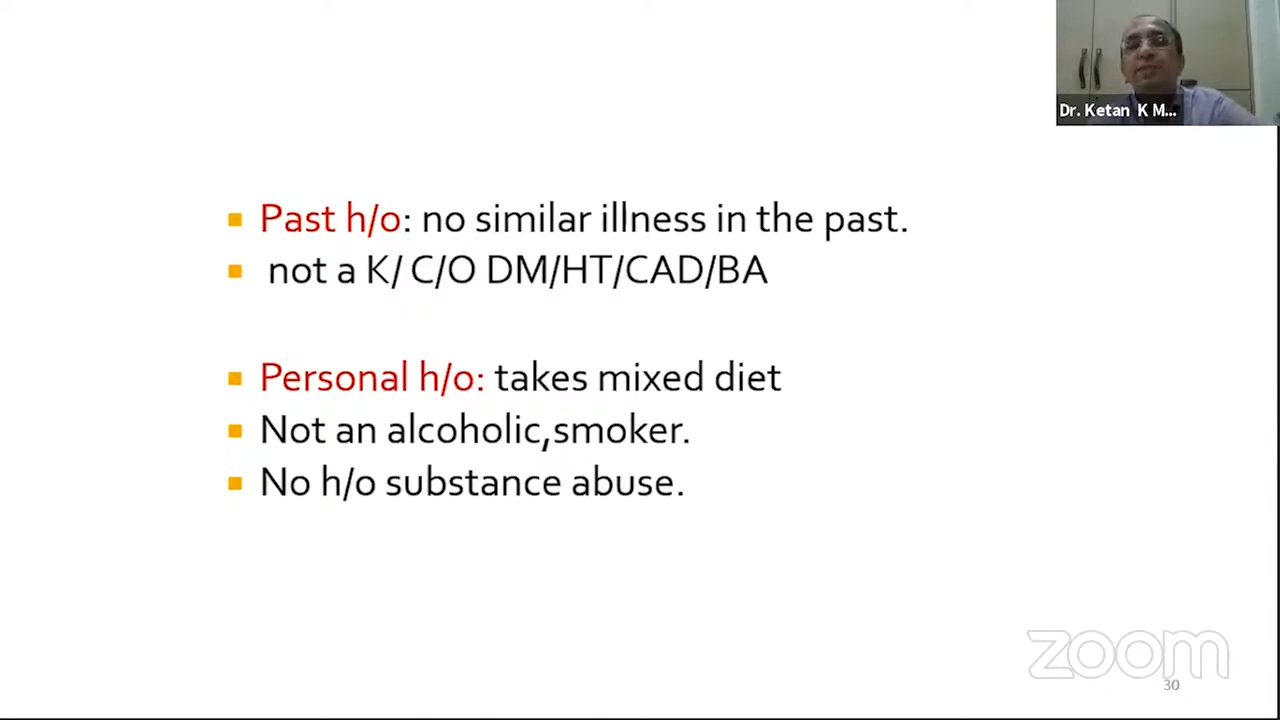 Dr. Ketan K M...
Past h/o: no similar illness in the past.
not a K/ C/O DM/HT/CAD/BA
Personal h/o: takes mixed diet
Not an alcoholic,smoker.
No h/o substance abuse.
zoom
30